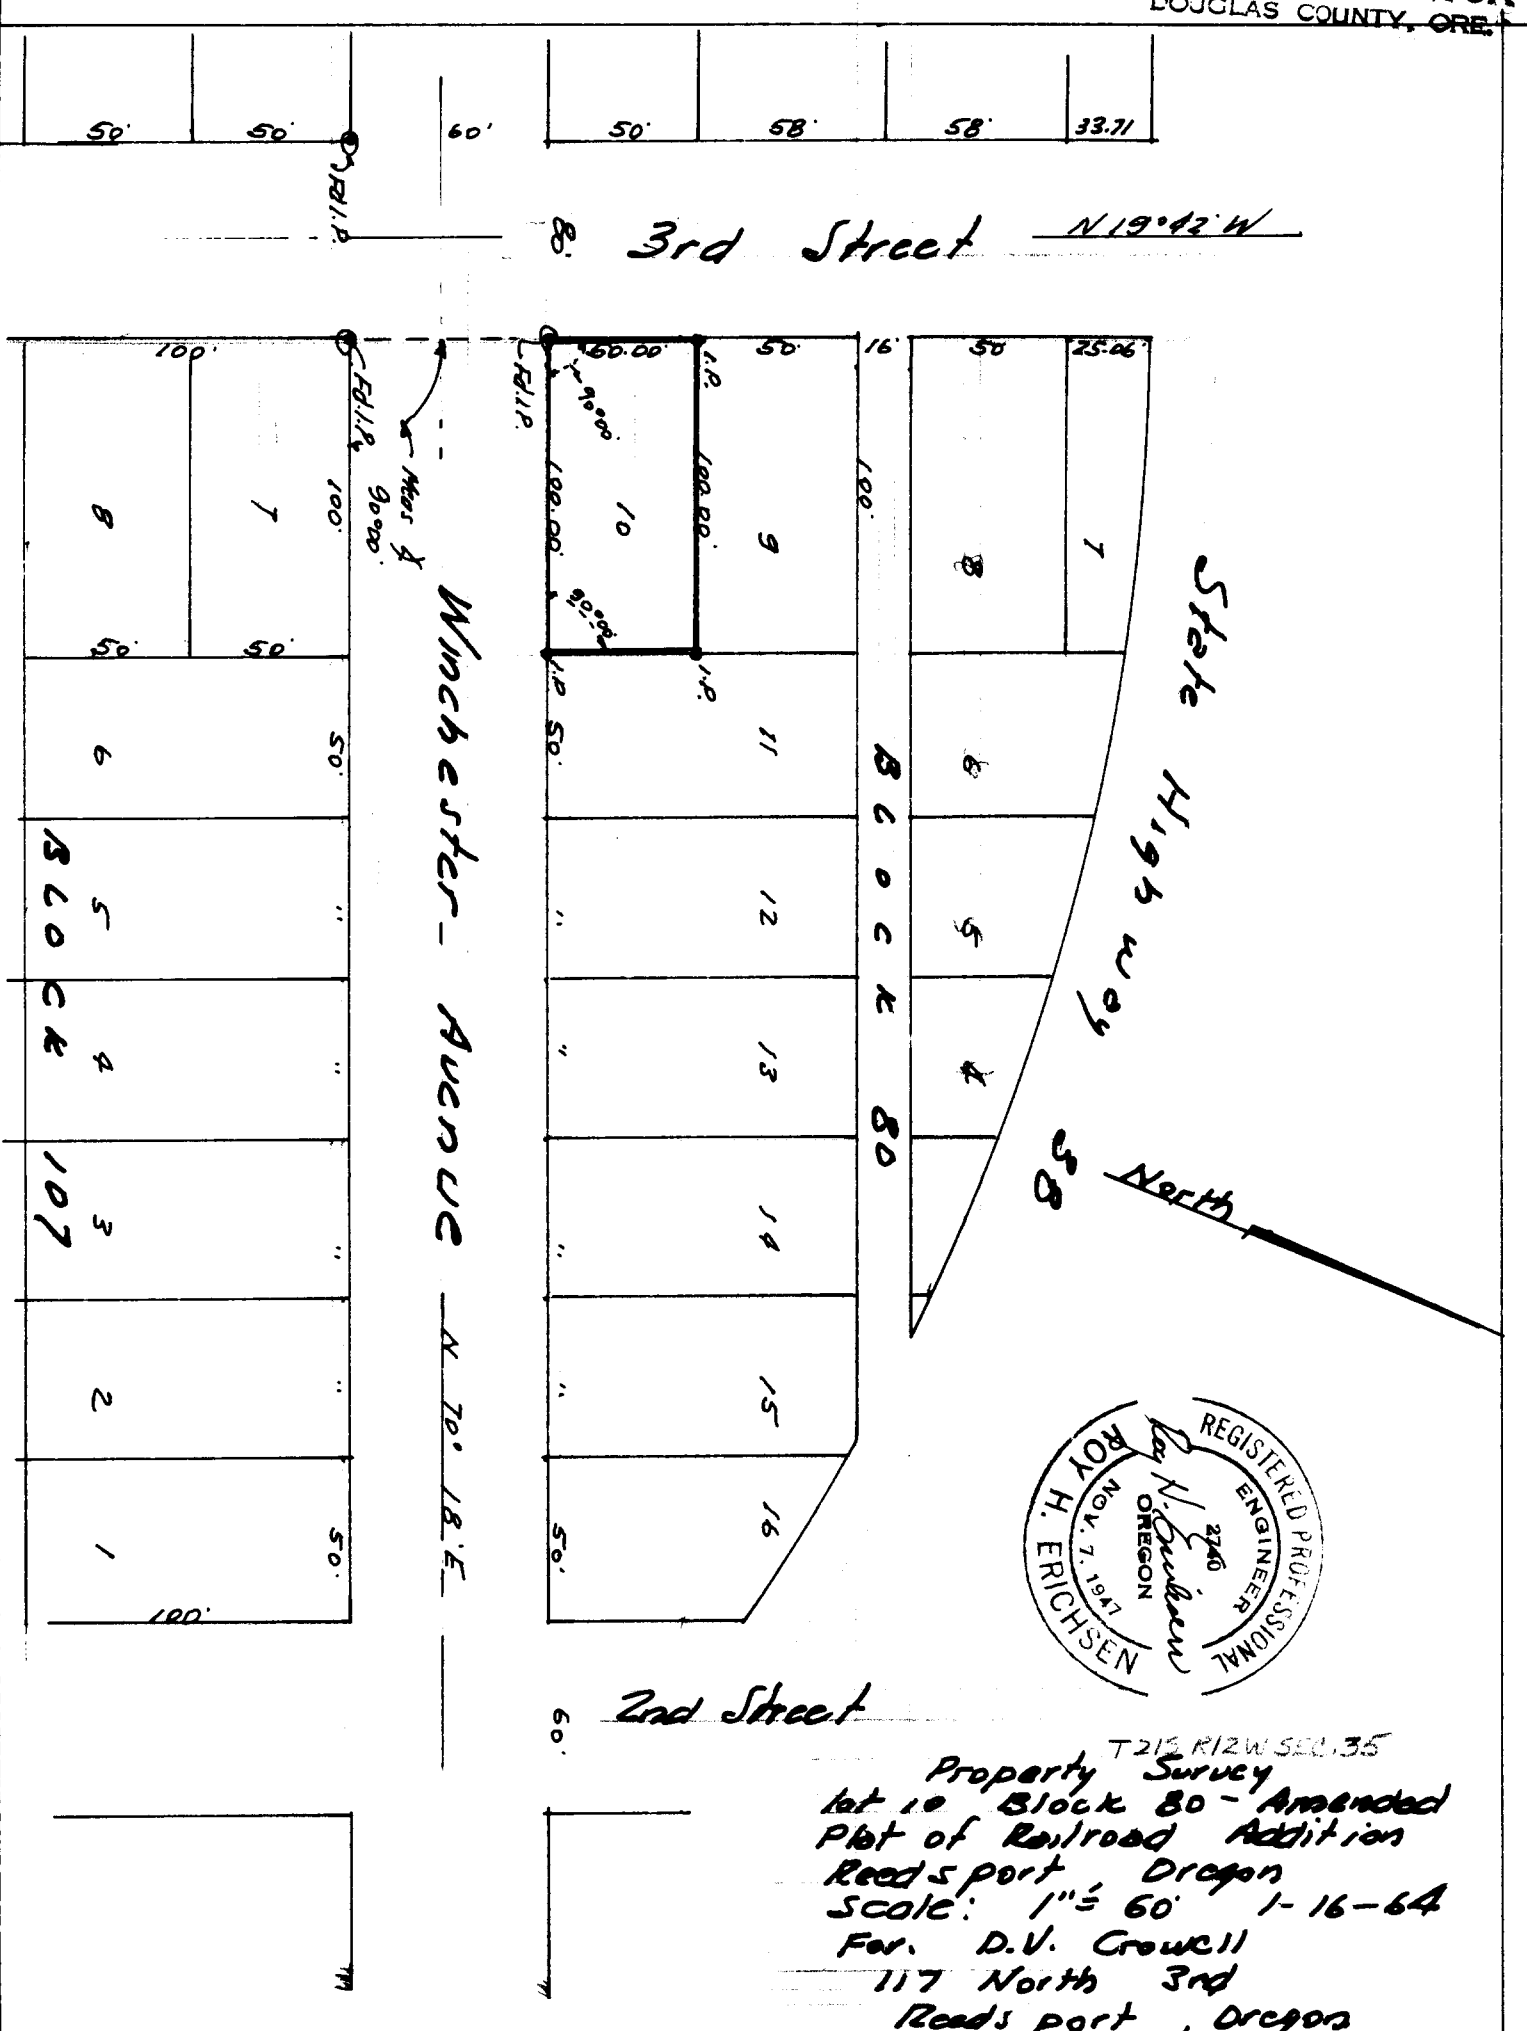 DOUGLAS COUNTY, ORE.
50' 50' 60' 50' 58' 58' 33.71
Fd.I.P.
80' 3rd Street N 19°42' W
100' 60.00' 50' 16' 50 25.06'
Fd.I.P. Fd.I.P. I.P.
Meas ∠ 90°00'
90°00'
100' 100.00' 100.00' 100'
8 7 10 9 8 7
90°00'
50' 50' I.P. I.P.
State Highway 38
6 50' 50' 11 6
5 " " 12 5
4 " " 13 4
3 " " 14
2 " " 15
1 50' 50' 16
100'
BLOCK 107
Winchester Avenue N 70° 18' E
BLOCK 80
North
REGISTERED PROFESSIONAL
ENGINEER
2740
Roy H. Erichsen
OREGON
NOV. 7, 1947
ROY H. ERICHSEN
60' 2nd Street
T21S R12W SEC. 35
Property Survey
Lot 10 Block 80 - Amended
Plat of Railroad Addition
Reedsport, Oregon
Scale: 1" = 60' 1-16-64
For. D.V. Crowell
117 North 3rd
Reedsport, Oregon